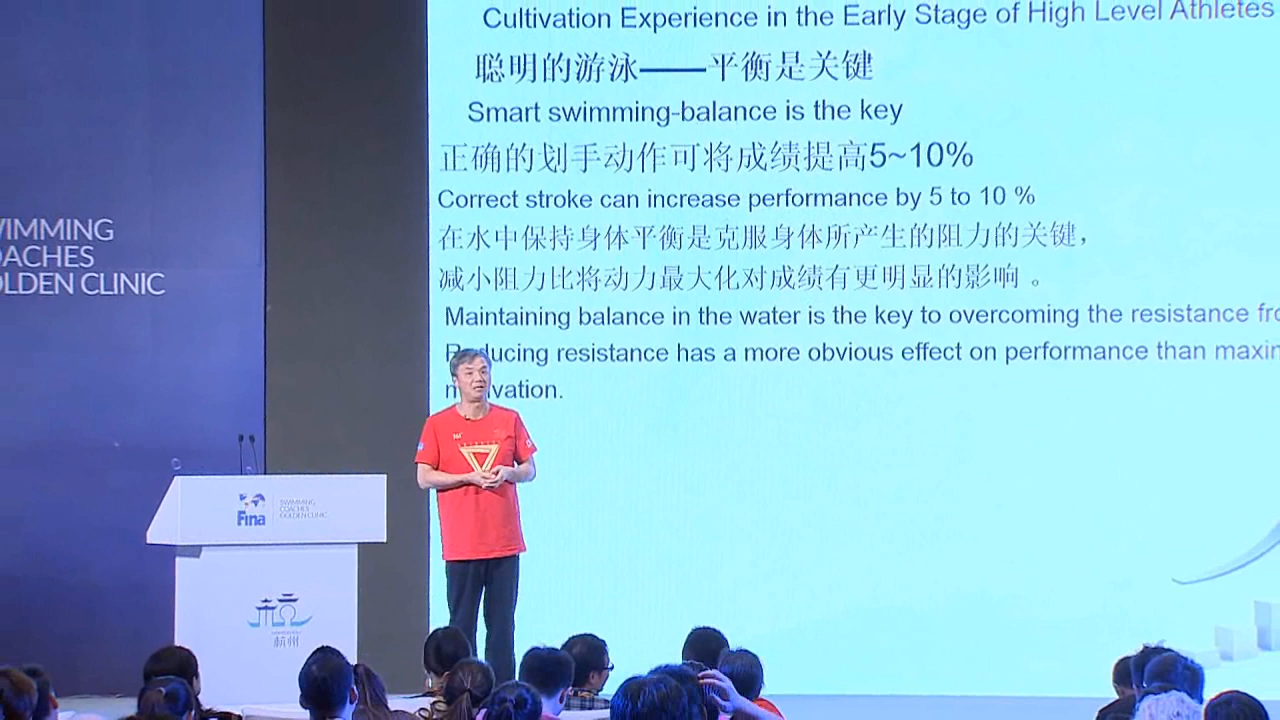 Cultivation Experience in the Early Stage of High Level Athletes
聪明的游泳——平衡是关键
Smart swimming-balance is the key
正确的划手动作可将成绩提高5~10%
Correct stroke can increase performance by 5 to 10 %
在水中保持身体平衡是克服身体所产生的阻力的关键，
减小阻力比将动力最大化对成绩有更明显的影响 。
Maintaining balance in the water is the key to overcoming the resistance
Reducing resistance has a more obvious effect on performance than
SWIMMING
COACHES
GOLDEN CLINIC
Fina
SWIMMING
COACHES
GOLDEN CLINIC
杭州